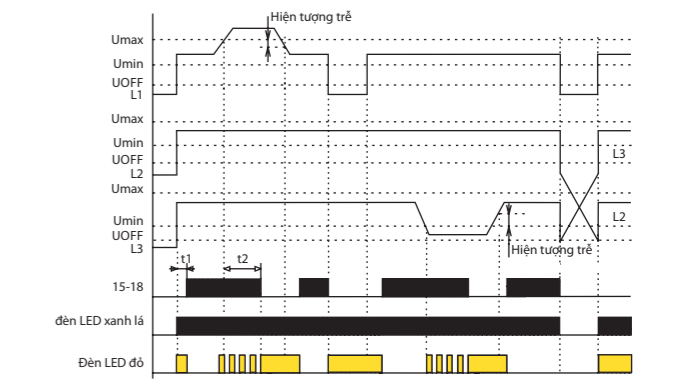 Hiện tượng trễ
Umax
Umin
UOFF
L1
Umax
Umin
UOFF
L2
L3
Umax
Umin
UOFF
L3
L2
Hiện tượng trễ
t1
t2
15-18
đèn LED xanh lá
Đèn LED đỏ